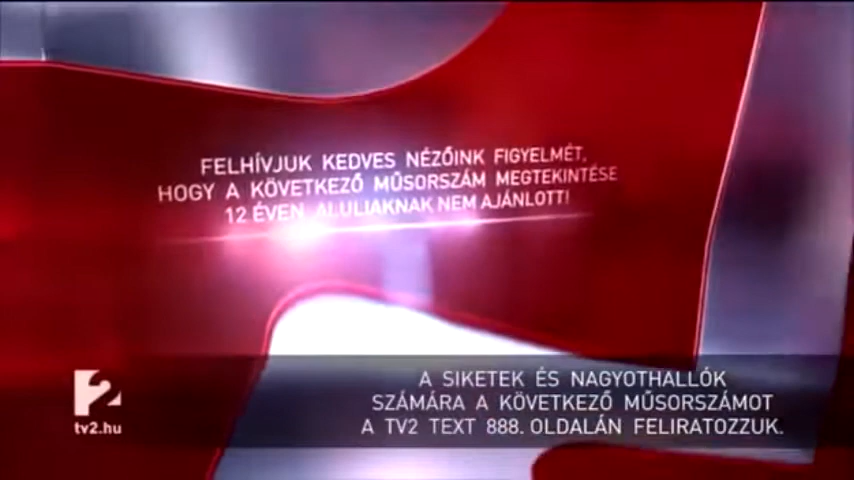 FELHÍVJUK KEDVES NÉZŐINK FIGYELMÉT,
HOGY A KÖVETKEZŐ MŰSORSZÁM MEGTEKINTÉSE
12 ÉVEN ALULIAKNAK NEM AJÁNLOTT!
A SIKETEK ÉS NAGYOTHALLÓK
SZÁMÁRA A KÖVETKEZŐ MŰSORSZÁMOT
A TV2 TEXT 888. OLDALÁN FELIRATOZZUK.
2
tv2.hu